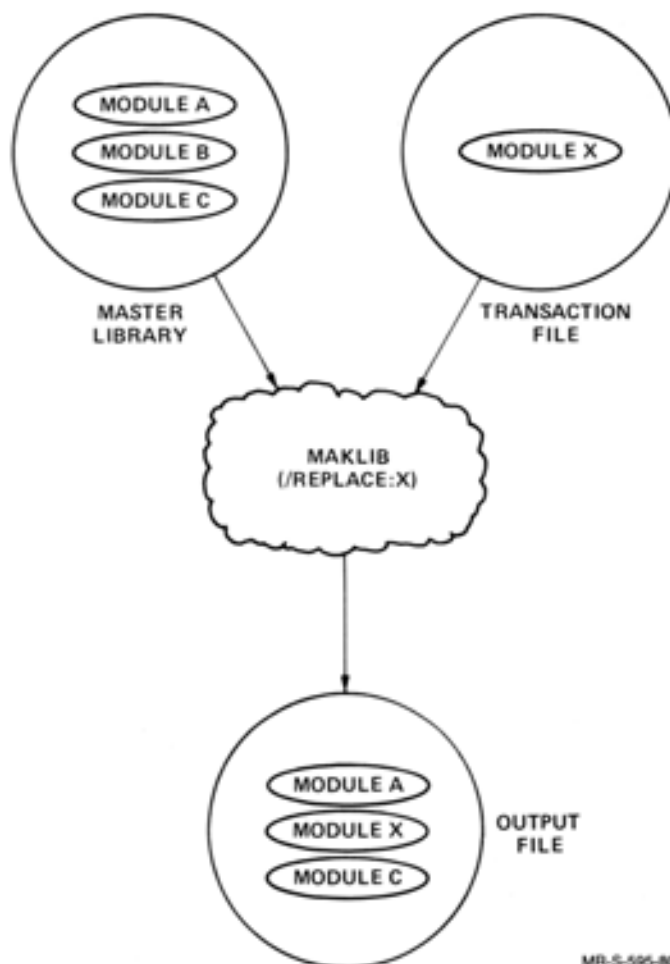 MODULE A
MODULE B
MODULE C
MASTER
LIBRARY
MODULE X
TRANSACTION
FILE
MAKLIB
(/REPLACE:X)
MODULE A
MODULE X
MODULE C
OUTPUT
FILE